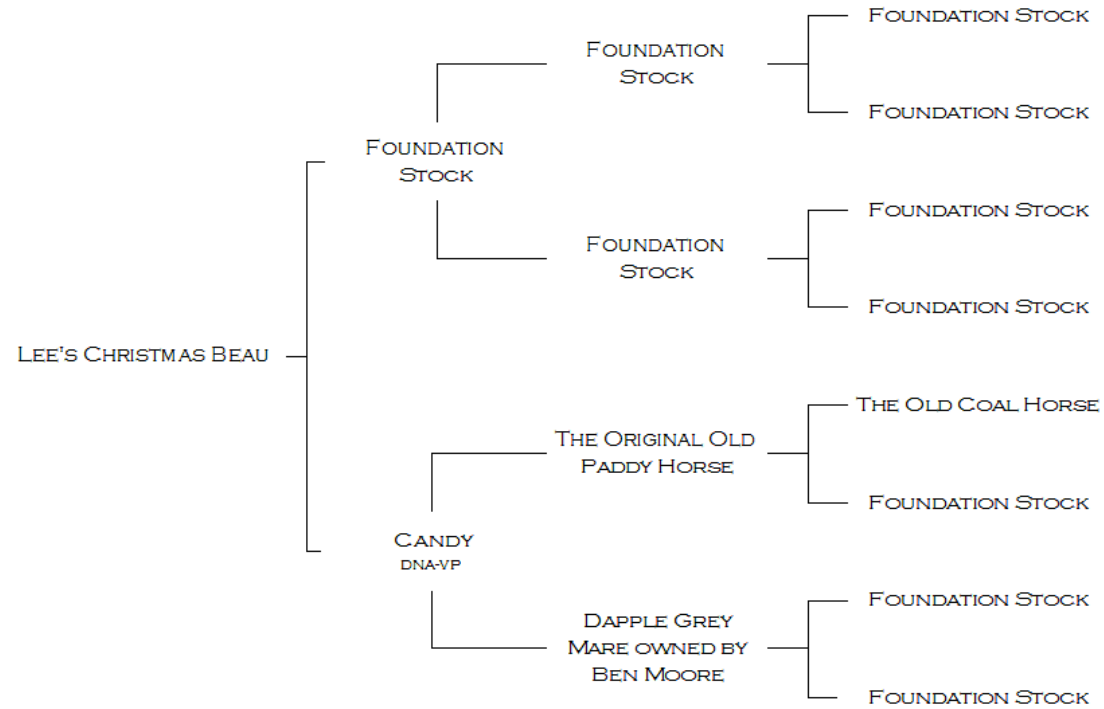 Foundation Stock
Foundation
Stock
Foundation Stock
Foundation
Stock
Foundation Stock
Foundation
Stock
Foundation Stock
Lee's Christmas Beau
The Old Coal Horse
The Original Old
Paddy Horse
Foundation Stock
Candy
DNA-VP
Foundation Stock
Dapple Grey
Mare owned by
Ben Moore
Foundation Stock